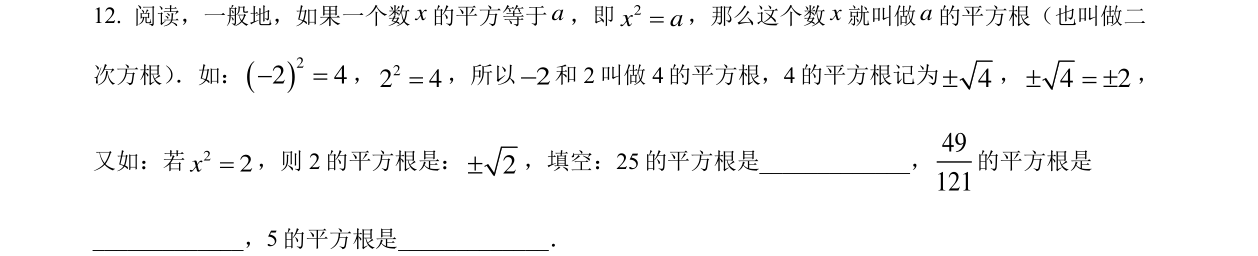 12. 阅读，一般地，如果一个数 x 的平方等于 a，即 x² = a，那么这个数 x 就叫做 a 的平方根（也叫做二
次方根）. 如：(−2)² = 4，2² = 4，所以 −2 和 2 叫做 4 的平方根，4 的平方根记为 ±√4，±√4 = ±2，
又如：若 x² = 2，则 2 的平方根是：±√2，填空：25 的平方根是_____________，49/121 的平方根是
_____________，5 的平方根是_____________.